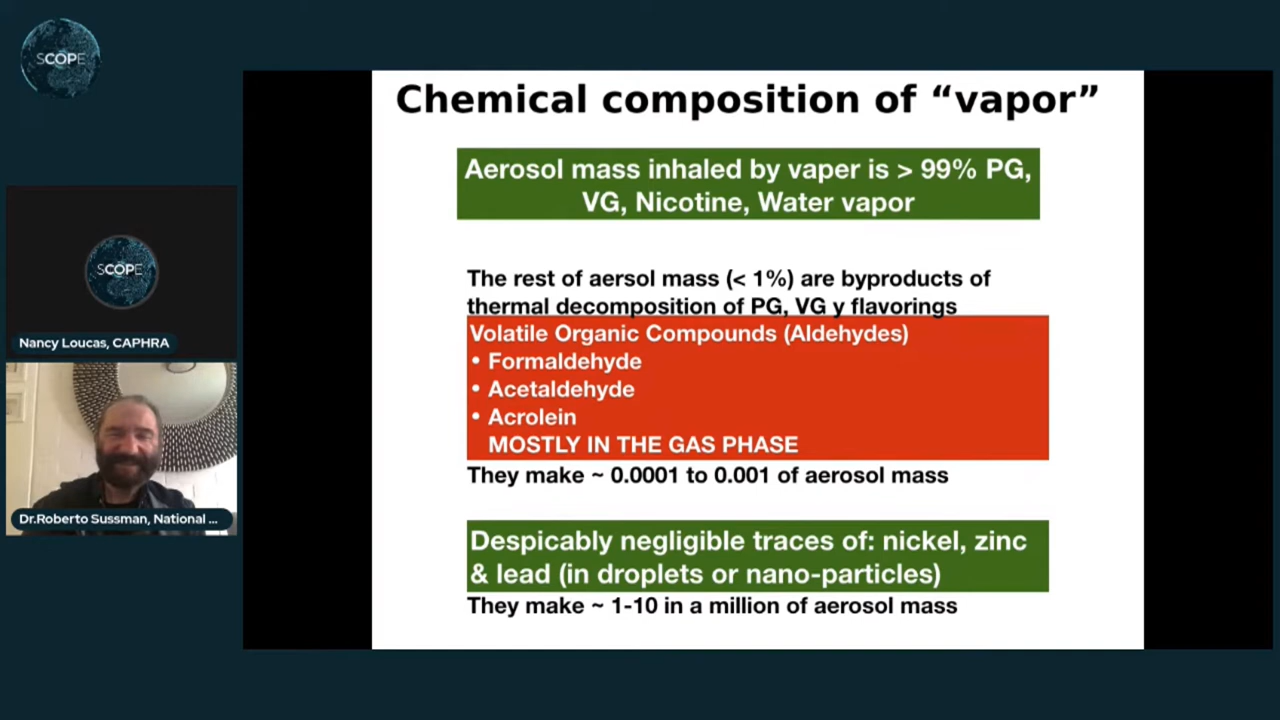 SCOPE
Chemical composition of “vapor”
Aerosol mass inhaled by vaper is > 99% PG,
VG, Nicotine, Water vapor
The rest of aersol mass (< 1%) are byproducts of
thermal decomposition of PG, VG y flavorings
Volatile Organic Compounds (Aldehydes)
• Formaldehyde
• Acetaldehyde
• Acrolein
MOSTLY IN THE GAS PHASE
They make ~ 0.0001 to 0.001 of aerosol mass
Despicably negligible traces of: nickel, zinc
& lead (in droplets or nano-particles)
They make ~ 1-10 in a million of aerosol mass
SCOPE
Nancy Loucas, CAPHRA
Dr.Roberto Sussman, National ...